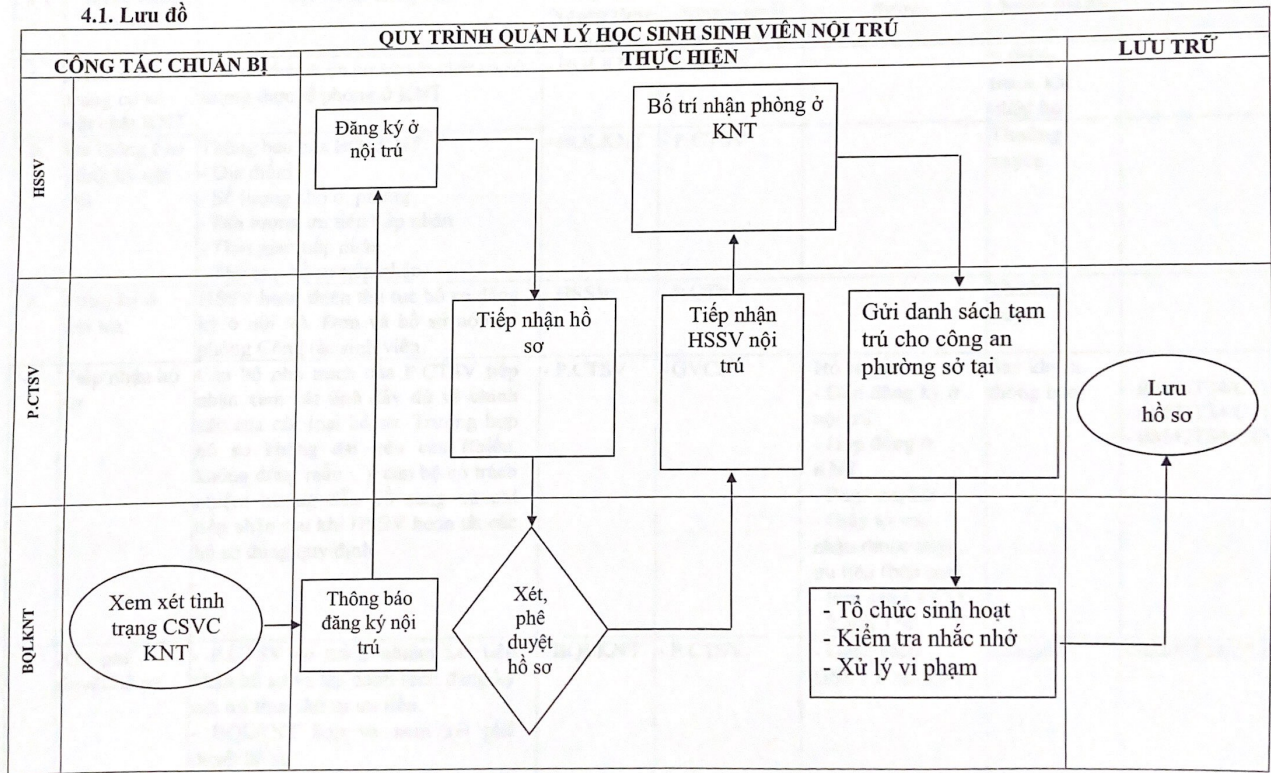 4.1. Lưu đồ
QUY TRÌNH QUẢN LÝ HỌC SINH SINH VIÊN NỘI TRÚ
CÔNG TÁC CHUẨN BỊ
THỰC HIỆN
LƯU TRỮ
HSSV
Đăng ký ở
nội trú
Bố trí nhận phòng ở
KNT
P.CTSV
Tiếp nhận hồ
sơ
Tiếp nhận
HSSV nội
trú
Gửi danh sách tạm
trú cho công an
phường sở tại
Lưu
hồ sơ
BQLKNT
Xem xét tình
trạng CSVC
KNT
Thông báo
đăng ký nội
trú
Xét,
phê
duyệt
hồ sơ
- Tổ chức sinh hoạt
- Kiểm tra nhắc nhở
- Xử lý vi phạm